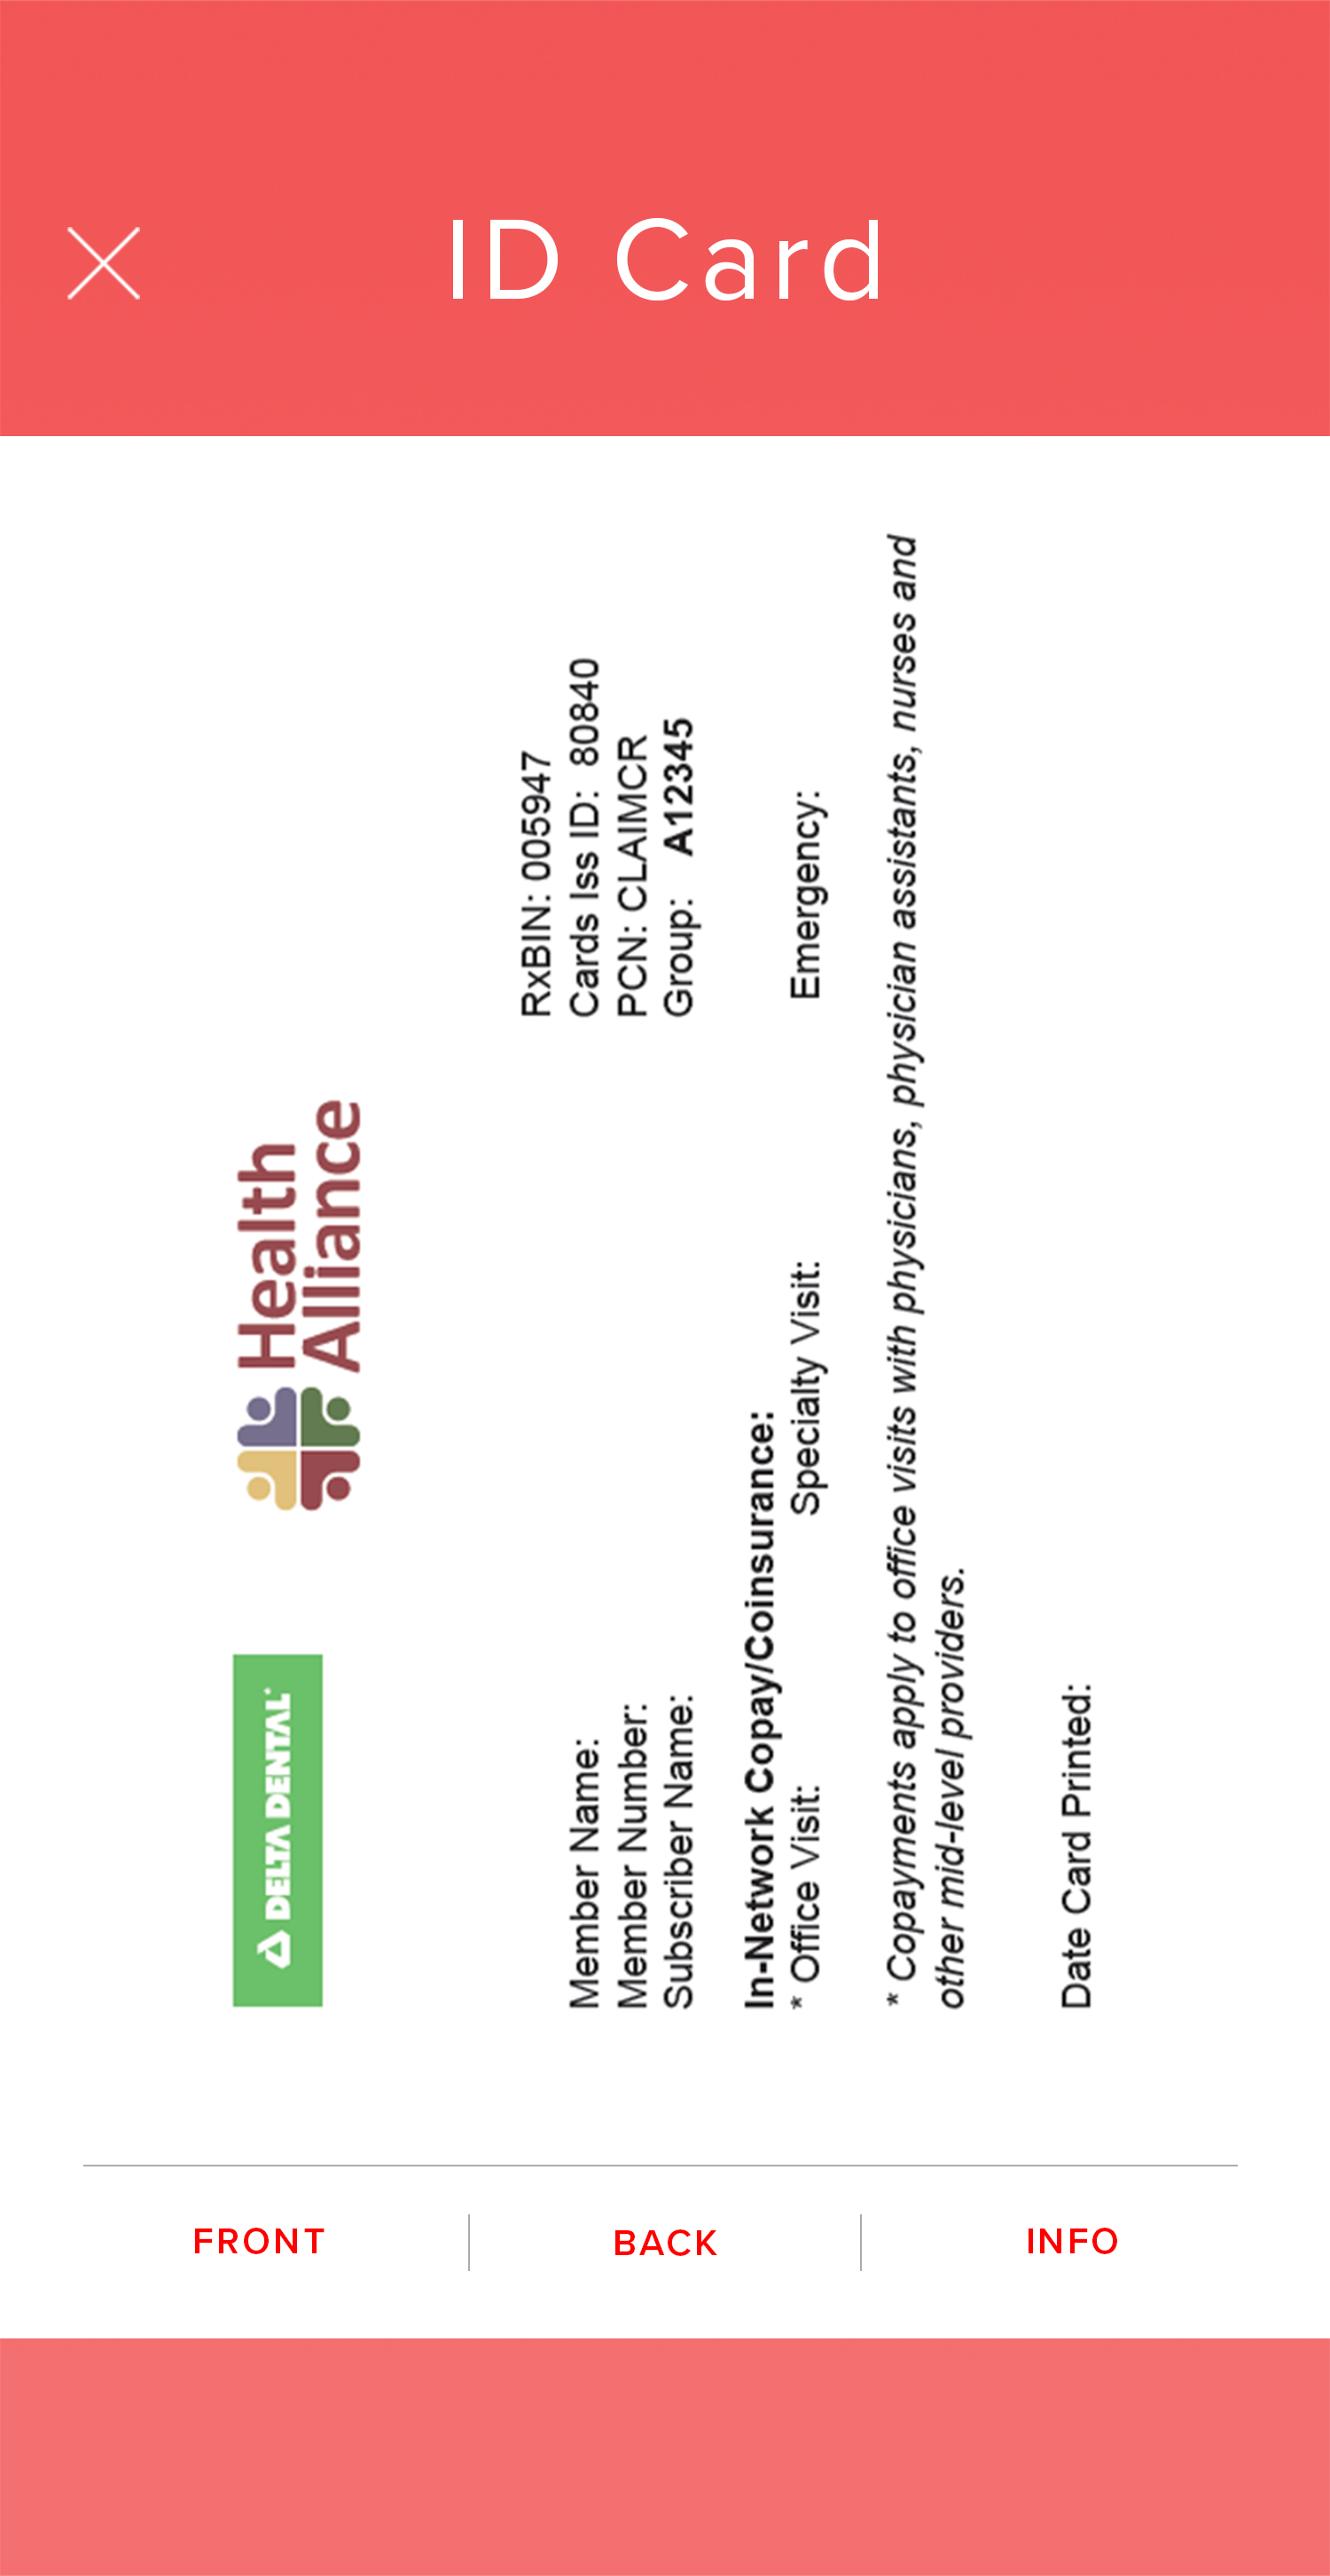 ID Card
DELTA DENTAL
Health
Alliance
RxBIN: 005947
Member Name: Cards Iss ID: 80840
Member Number: PCN: CLAIMCR
Subscriber Name: Group: A12345
In-Network Copay/Coinsurance:
* Office Visit: Specialty Visit: Emergency:
* Copayments apply to office visits with physicians, physician assistants, nurses and
other mid-level providers.
Date Card Printed:
FRONT
BACK
INFO